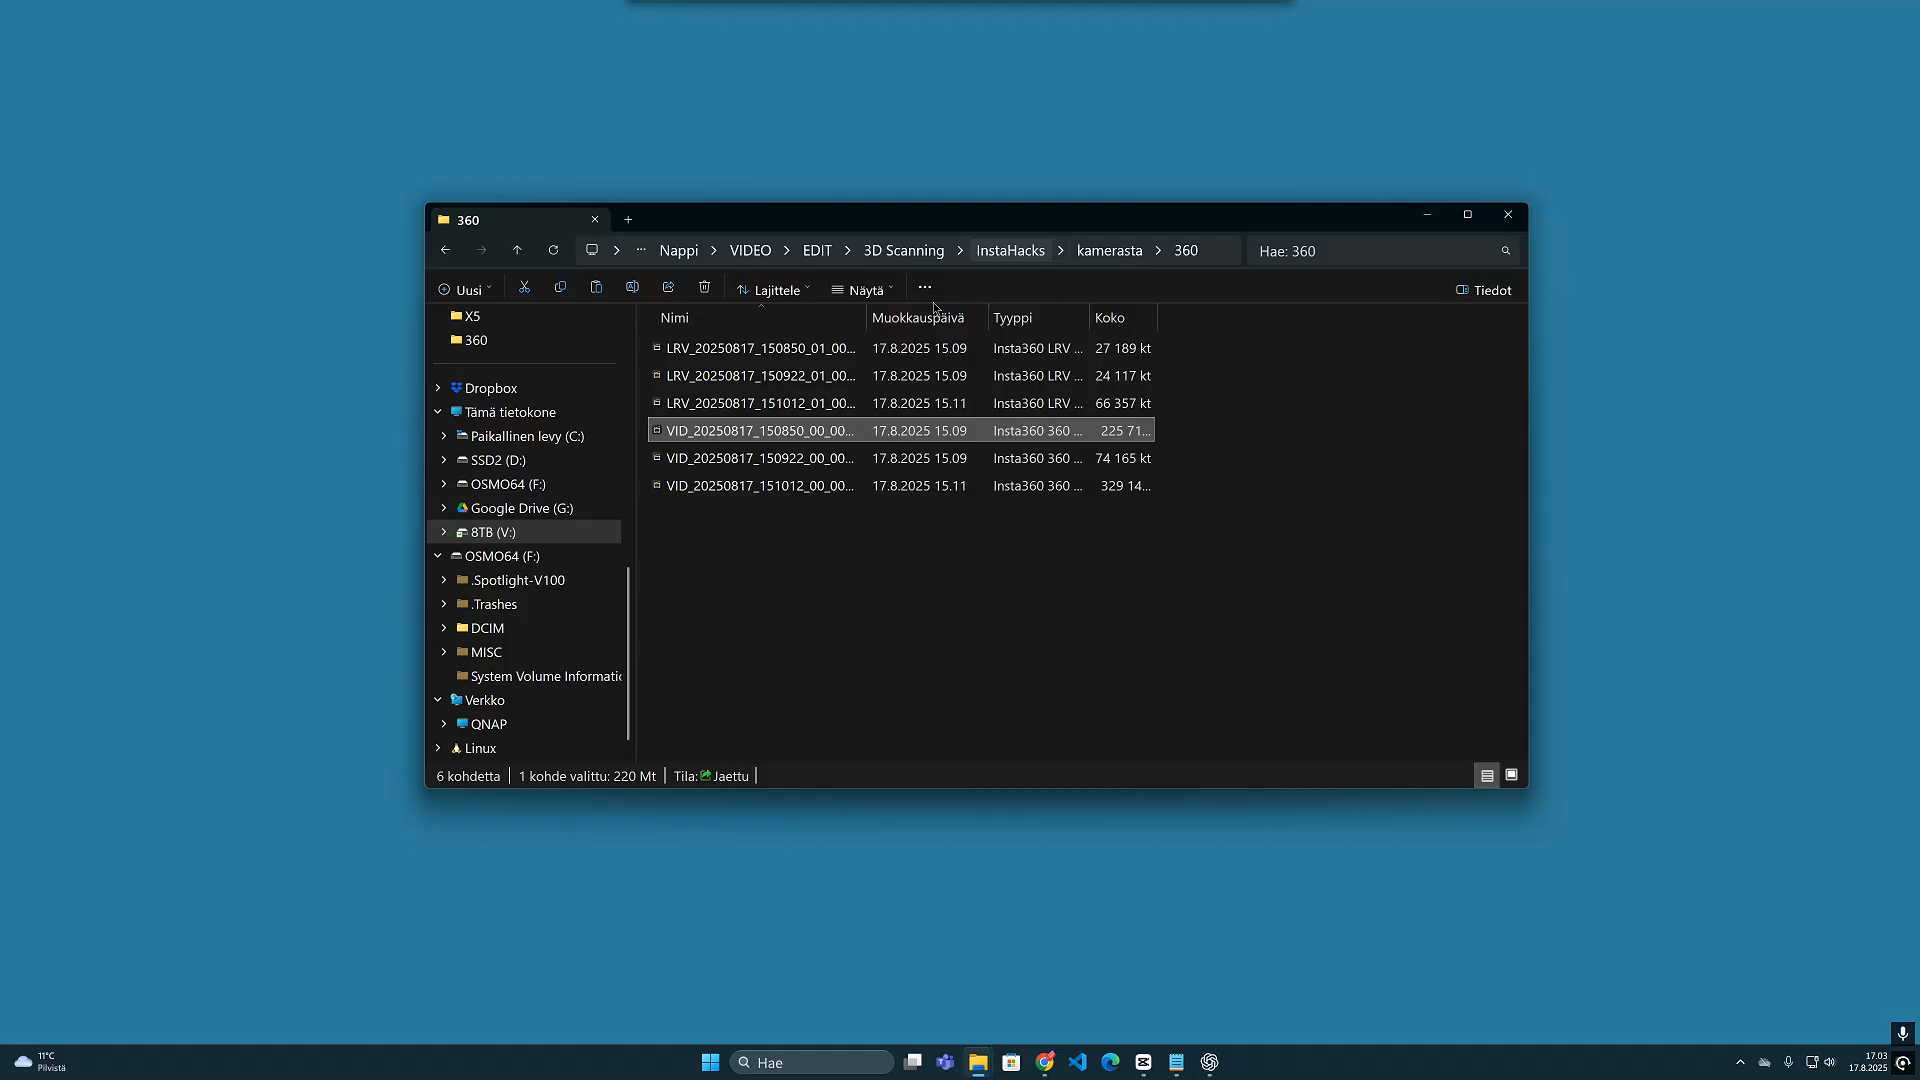 360
Nappi VIDEO EDIT 3D Scanning InstaHacks kamerasta 360 Hae: 360
Uusi Lajittele Näytä Tiedot
X5
360
Dropbox
Tämä tietokone
Paikallinen levy (C:)
SSD2 (D:)
OSMO64 (F:)
Google Drive (G:)
8TB (V:)
OSMO64 (F:)
.Spotlight-V100
.Trashes
DCIM
MISC
System Volume Informatic
Verkko
QNAP
Linux
Nimi Muokkauspäivä Tyyppi Koko
LRV_20250817_150850_01_00... 17.8.2025 15.09 Insta360 LRV ... 27 189 kt
LRV_20250817_150922_01_00... 17.8.2025 15.09 Insta360 LRV ... 24 117 kt
LRV_20250817_151012_01_00... 17.8.2025 15.11 Insta360 LRV ... 66 357 kt
VID_20250817_150850_00_00... 17.8.2025 15.09 Insta360 360 ... 225 71...
VID_20250817_150922_00_00... 17.8.2025 15.09 Insta360 360 ... 74 165 kt
VID_20250817_151012_00_00... 17.8.2025 15.11 Insta360 360 ... 329 14...
6 kohdetta 1 kohde valittu: 220 Mt Tila: Jaettu
11°C
Pilvistä
Hae
17.03
17.8.2025